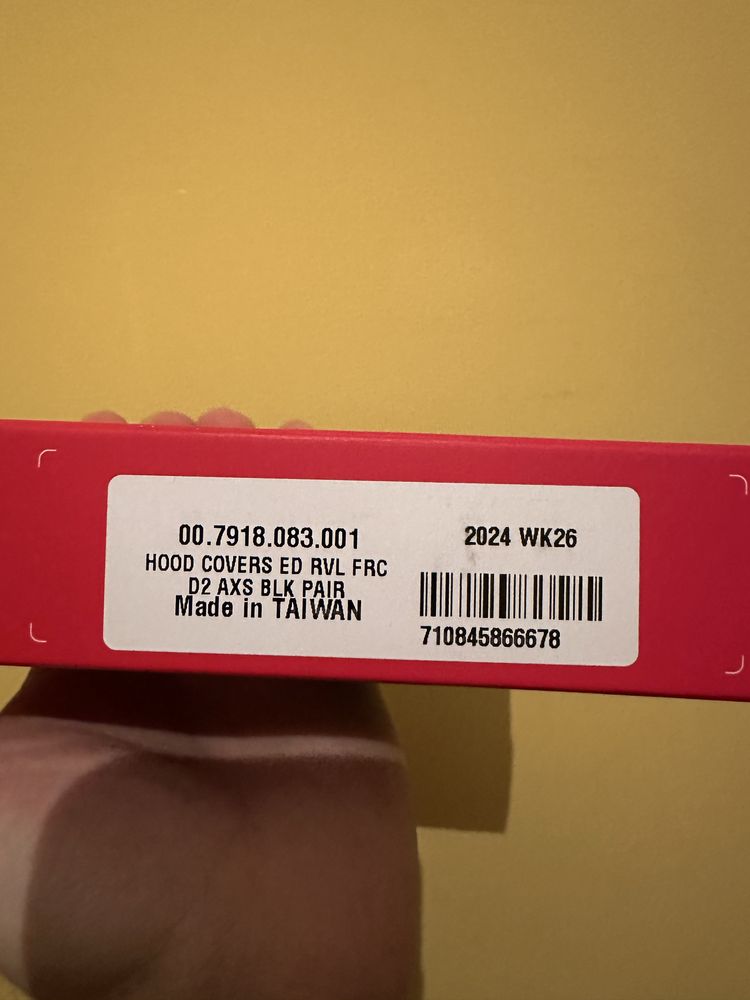 00.7918.083.001
HOOD COVERS ED RVL FRC
D2 AXS BLK PAIR
Made in TAIWAN
2024 WK26
710845866678